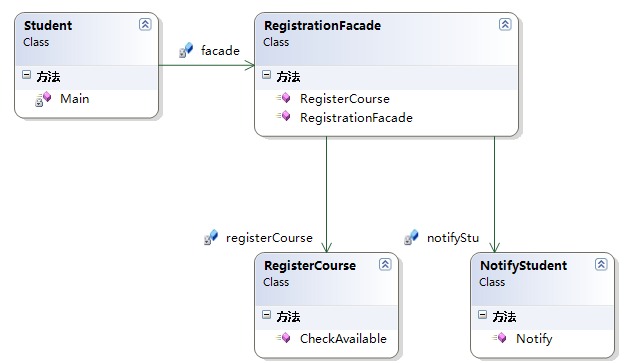 Student
Class
方法
Main
facade
RegistrationFacade
Class
方法
RegisterCourse
RegistrationFacade
registerCourse
notifyStu
RegisterCourse
Class
方法
CheckAvailable
NotifyStudent
Class
方法
Notify